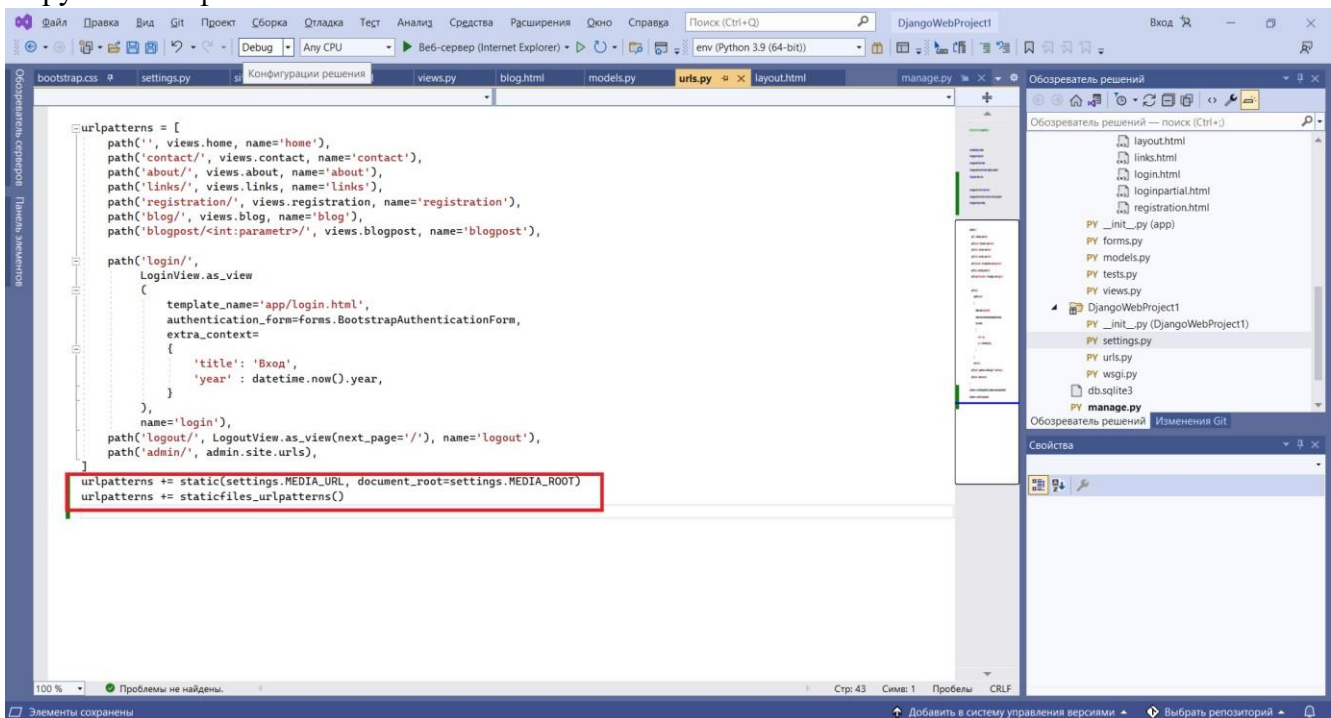 Файл Правка Вид Git Проект Сборка Отладка Тест Анализ Средства Расширения Окно Справка Поиск (Ctrl+Q) DjangoWebProject1 Вход
Debug Any CPU Веб-сервер (Internet Explorer) env (Python 3.9 (64-bit))
Конфигурации решения
bootstrap.css settings.py views.py blog.html models.py urls.py layout.html manage.py
Обозреватель серверов
Панель элементов
urlpatterns = [
path('', views.home, name='home'),
path('contact/', views.contact, name='contact'),
path('about/', views.about, name='about'),
path('links/', views.links, name='links'),
path('registration/', views.registration, name='registration'),
path('blog/', views.blog, name='blog'),
path('blogpost/<int:parametr>/', views.blogpost, name='blogpost'),
path('login/',
LoginView.as_view
(
template_name='app/login.html',
authentication_form=forms.BootstrapAuthenticationForm,
extra_context=
{
'title': 'Вход',
'year' : datetime.now().year,
}
),
name='login'),
path('logout/', LogoutView.as_view(next_page='/'), name='logout'),
path('admin/', admin.site.urls),
]
urlpatterns += static(settings.MEDIA_URL, document_root=settings.MEDIA_ROOT)
urlpatterns += staticfiles_urlpatterns()
100 % Проблемы не найдены. Стр: 43 Симв: 1 Пробелы CRLF
Обозреватель решений
Обозреватель решений — поиск (Ctrl+;)
layout.html
links.html
login.html
loginpartial.html
registration.html
PY __init__.py (app)
PY forms.py
PY models.py
PY tests.py
PY views.py
DjangoWebProject1
PY __init__.py (DjangoWebProject1)
PY settings.py
PY urls.py
PY wsgi.py
db.sqlite3
PY manage.py
Обозреватель решений Изменения Git
Свойства
Элементы сохранены Добавить в систему управления версиями Выбрать репозиторий